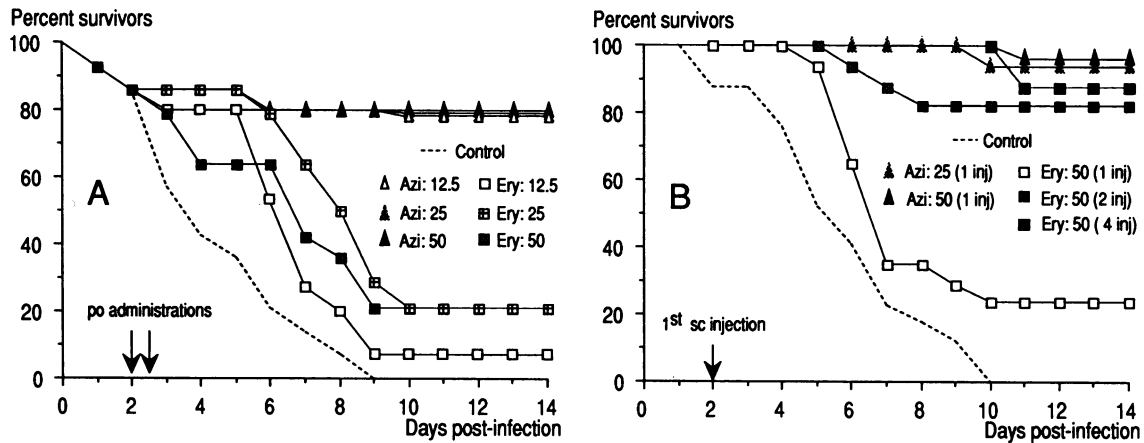 Percent survivors
100
80
60
40
20
0
A
Control
Azi: 12.5
Ery: 12.5
Azi: 25
Ery: 25
Azi: 50
Ery: 50
po administrations
0 2 4 6 8 10 12 14
Days post-infection
Percent survivors
100
80
60
40
20
0
B
Control
Azi: 25 (1 inj)
Ery: 50 (1 inj)
Azi: 50 (1 inj)
Ery: 50 (2 inj)
Ery: 50 ( 4 inj)
1st sc injection
0 2 4 6 8 10 12 14
Days post-infection